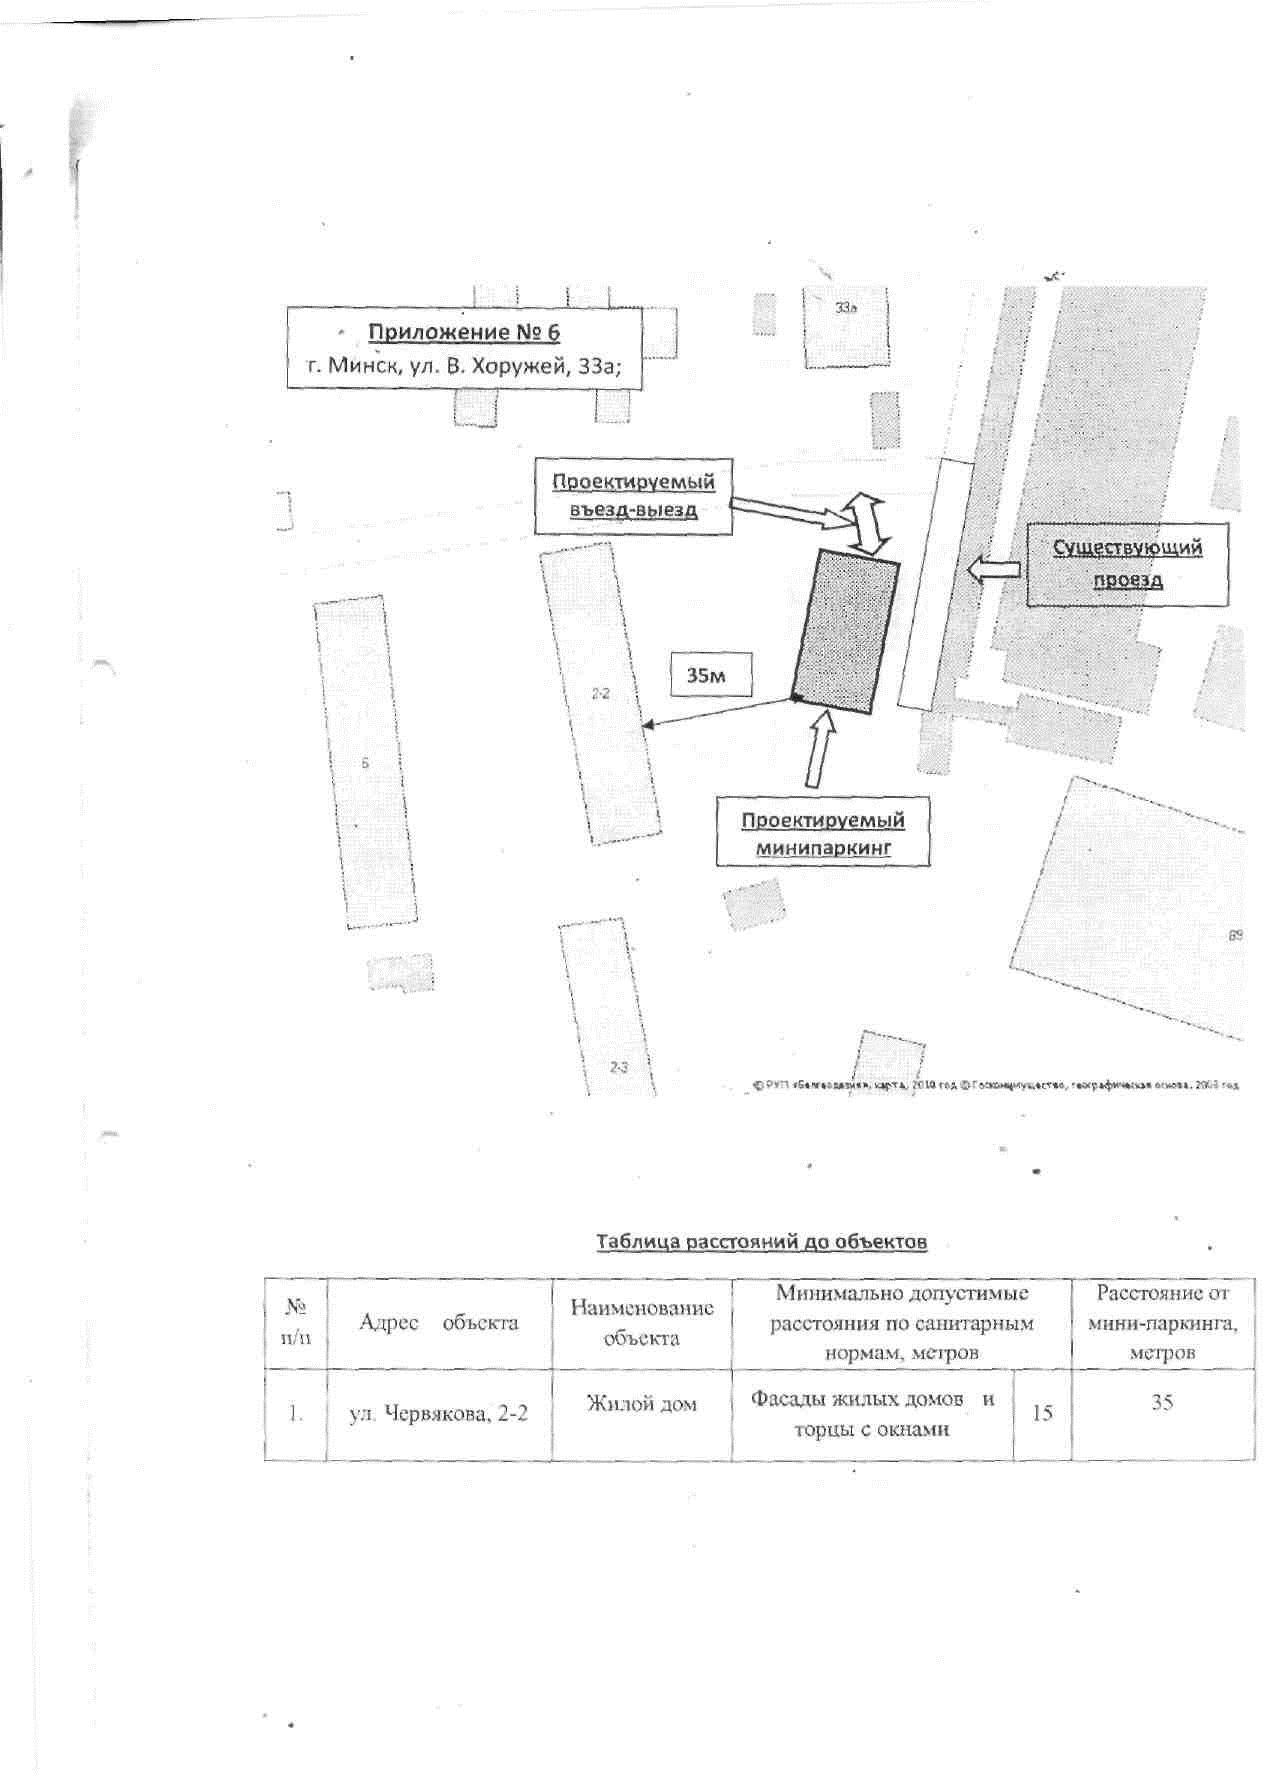 Приложение № 6
г. Минск, ул. В. Хоружей, 33а;
33а
Проектируемый
въезд-выезд
Существующий
проезд
35м
2-2
6
Проектируемый
минипаркинг
69
2-3
© РУП «Белгеодезия», карта, 2010 год © Госкомимущество, географическая основа, 2008 год
Таблица расстояний до объектов
№
п/п
Адрес объекта
Наименование
объекта
Минимально допустимые
расстояния по санитарным
нормам, метров
Расстояние от
мини-паркинга,
метров
1.
ул. Червякова, 2-2
Жилой дом
Фасады жилых домов и
торцы с окнами
15
35